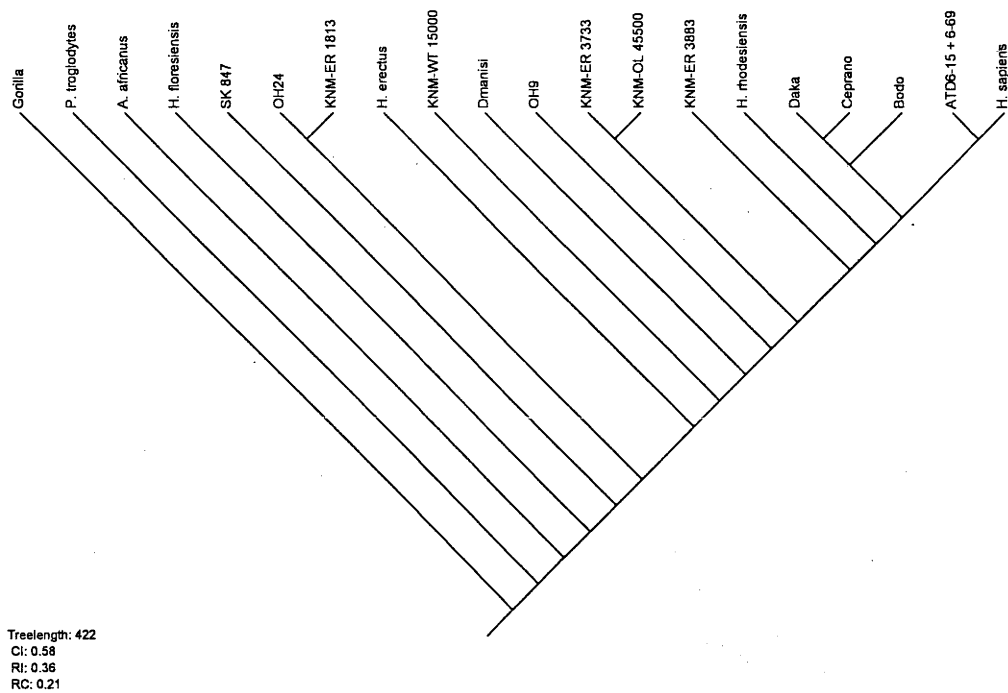 Gorilla
P. troglodytes
A. africanus
H. floresiensis
SK 847
OH24
KNM-ER 1813
H. erectus
KNM-WT 15000
Dmanisi
OH9
KNM-ER 3733
KNM-OL 45500
KNM-ER 3883
H. rhodesiensis
Daka
Ceprano
Bodo
ATD6-15 + 6-69
H. sapiens
Treelength: 422
CI: 0.58
RI: 0.36
RC: 0.21